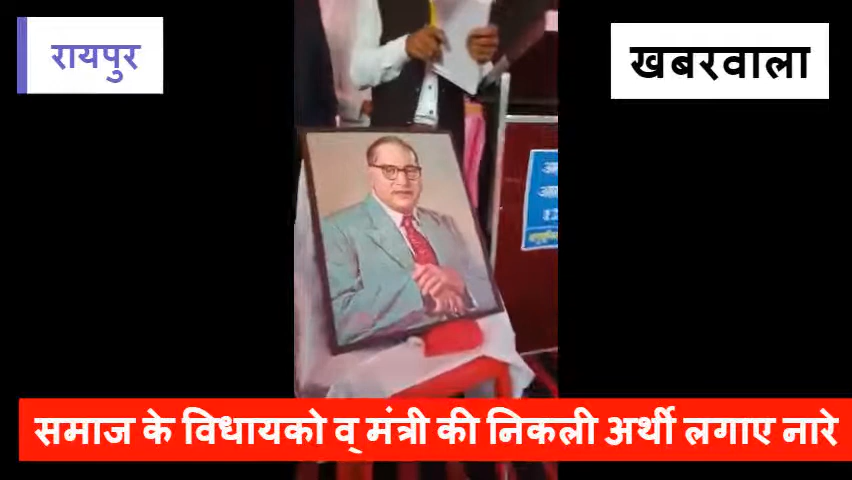 रायपुर
खबरवाला
समाज के विधायको व् मंत्री की निकली अर्थी लगाए नारे